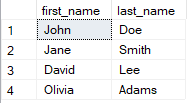 first_name last_name
1 John Doe
2 Jane Smith
3 David Lee
4 Olivia Adams